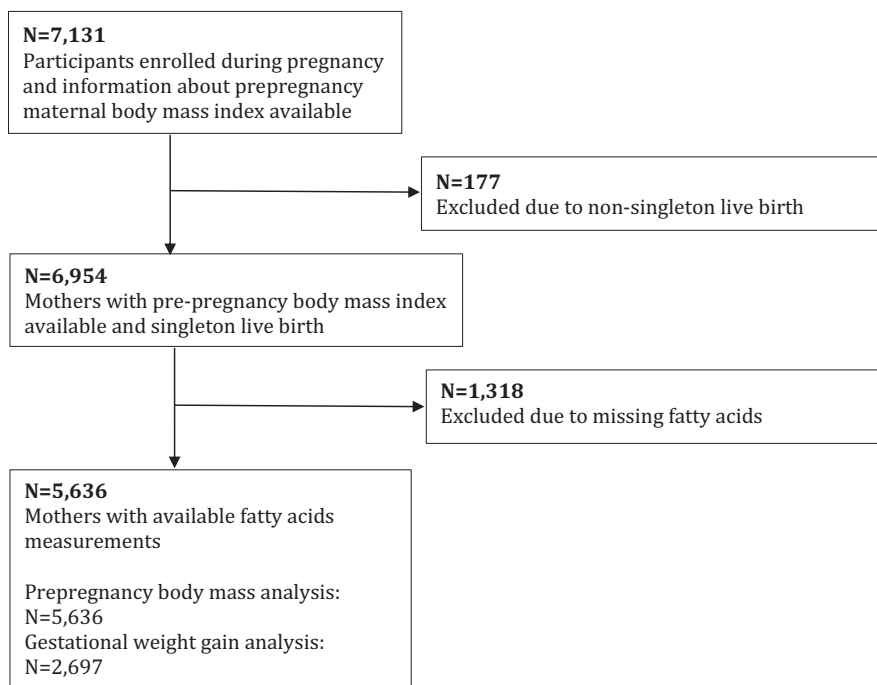 N=7,131
Participants enrolled during pregnancy
and information about prepregnancy
maternal body mass index available
N=177
Excluded due to non-singleton live birth
N=6,954
Mothers with pre-pregnancy body mass index
available and singleton live birth
N=1,318
Excluded due to missing fatty acids
N=5,636
Mothers with available fatty acids
measurements
Prepregnancy body mass analysis:
N=5,636
Gestational weight gain analysis:
N=2,697